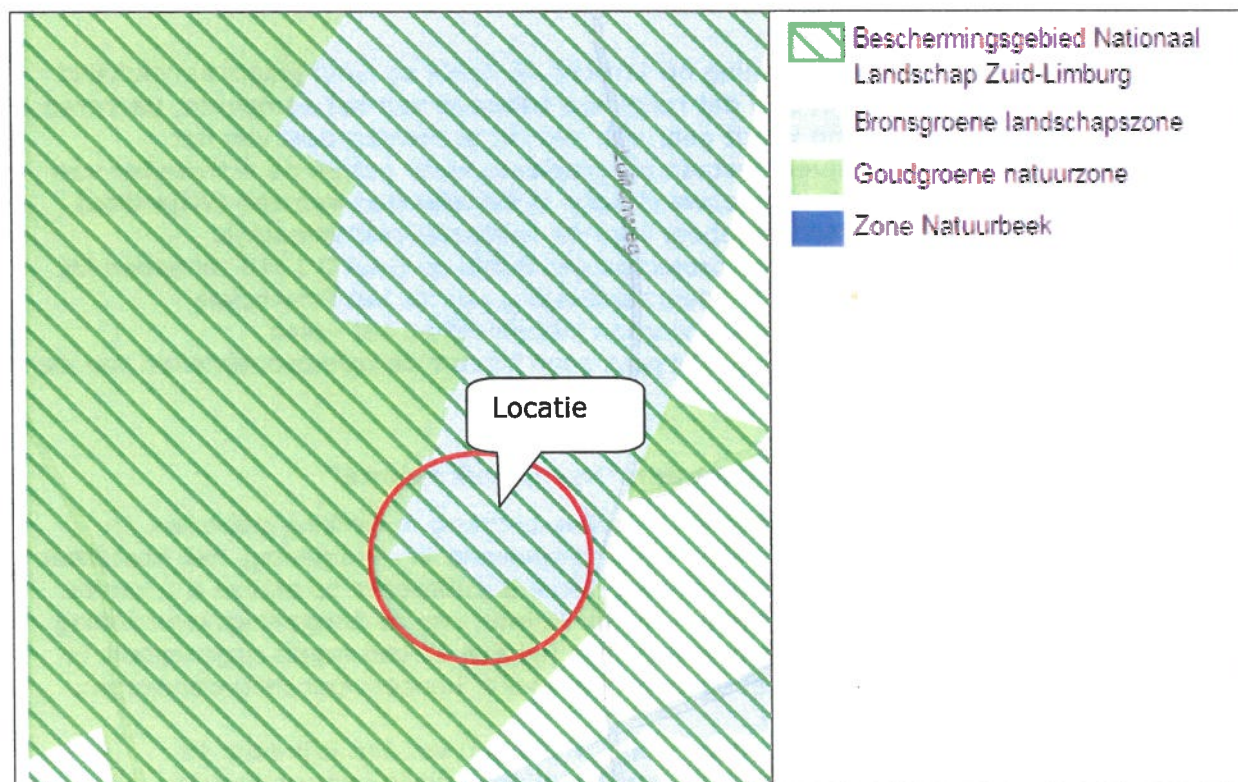 Beschermingsgebied Nationaal
Landschap Zuid-Limburg
Bronsgroene landschapszone
Goudgroene natuurzone
Zone Natuurbeek
Locatie